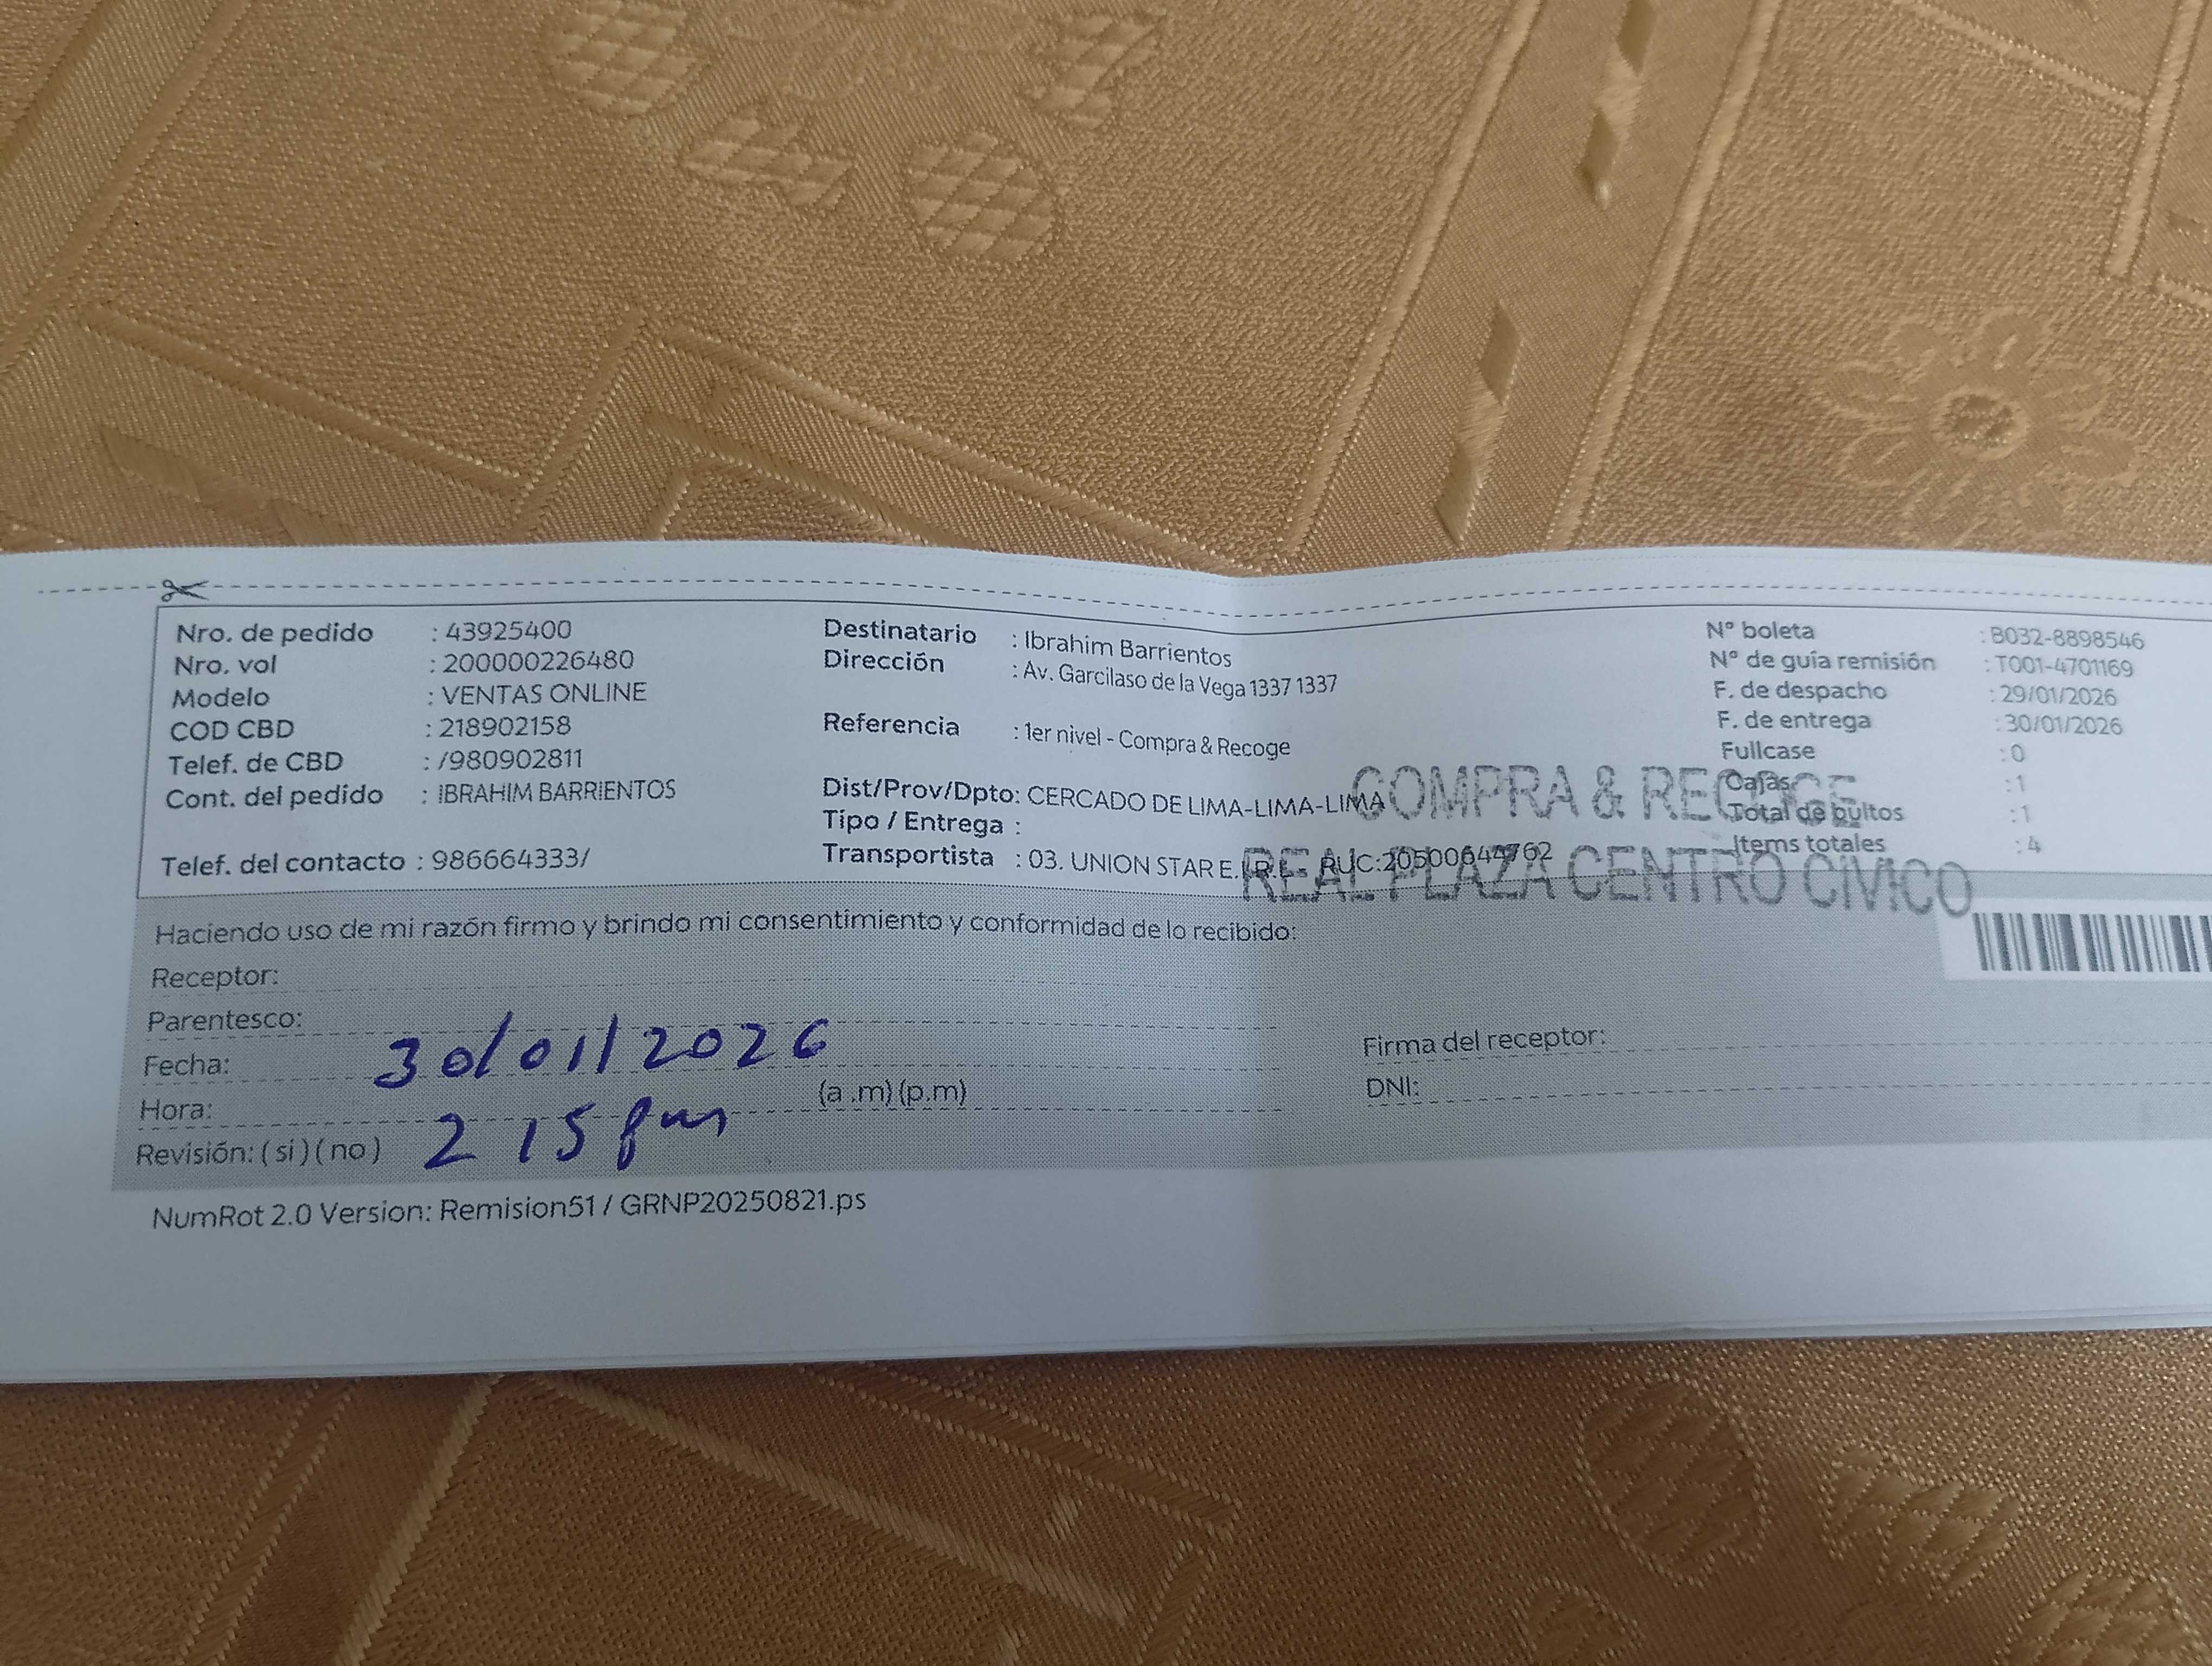 Nro. de pedido : 43925400
Nro. vol : 200000226480
Modelo : VENTAS ONLINE
COD CBD : 218902158
Telef. de CBD : /980902811
Cont. del pedido : IBRAHIM BARRIENTOS
Telef. del contacto : 986664333/
Destinatario : Ibrahim Barrientos
Dirección : Av. Garcilaso de la Vega 1337 1337
Referencia : 1er nivel - Compra & Recoge
Dist/Prov/Dpto: CERCADO DE LIMA-LIMA-LIMA
Tipo / Entrega :
Transportista : 03. UNION STAR E.I.R.L - RUC:
COMPRA & RECOGE
REAL PLAZA CENTRO CIVICO
N° boleta : B032-8898546
N° de guía remisión : T001-4701169
F. de despacho : 29/01/2026
F. de entrega : 30/01/2026
Fullcase : 0
Cajas : 1
Total de bultos : 1
Items totales : 4
Haciendo uso de mi razón firmo y brindo mi consentimiento y conformidad de lo recibido:
Receptor:
Parentesco:
Fecha: 30/01/2026
Hora: (a .m) (p.m)
Revisión: ( si ) ( no ) 2 15 pm
Firma del receptor:
DNI:
NumRot 2.0 Version: Remision51 / GRNP20250821.ps